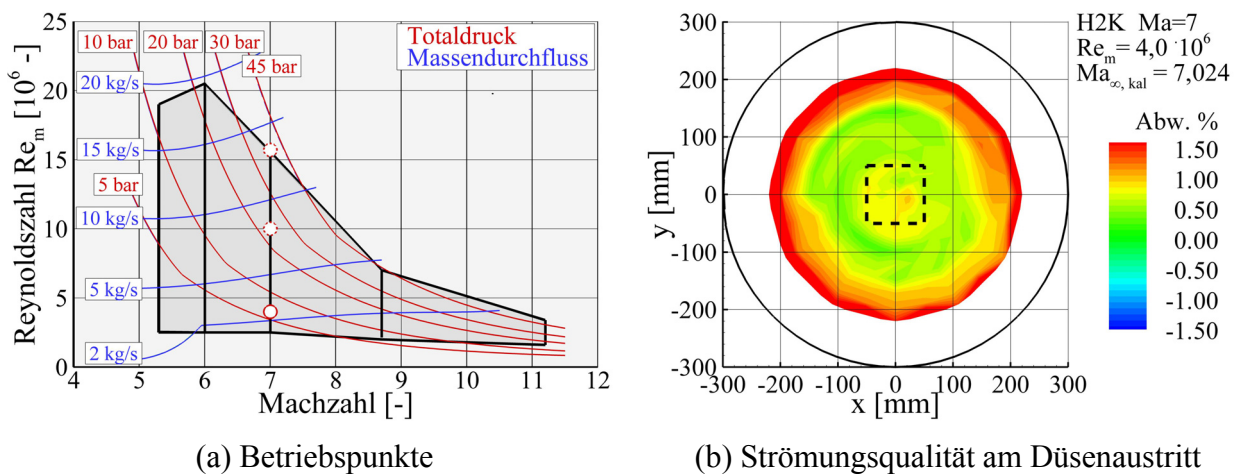 25
20
15
10
5
0
Reynoldszahl Re_m [10^6 -]
10 bar
20 bar
30 bar
45 bar
5 bar
20 kg/s
15 kg/s
10 kg/s
5 kg/s
2 kg/s
Totaldruck
Massendurchfluss
4 5 6 7 8 9 10 11 12
Machzahl [-]
(a) Betriebspunkte
300
200
100
0
-100
-200
-300
y [mm]
-300 -200 -100 0 100 200 300
x [mm]
H2K Ma=7
Re_m = 4,0 10^6
Ma_∞, kal = 7,024
Abw. %
1.50
1.00
0.50
0.00
-0.50
-1.00
-1.50
(b) Strömungsqualität am Düsenaustritt